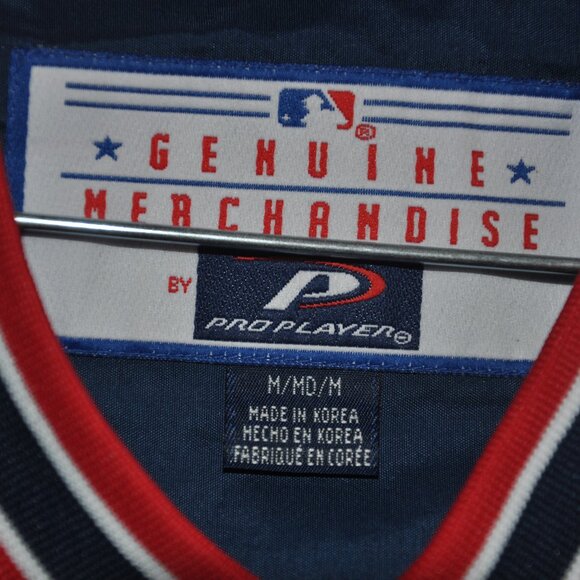 GENUINE
MERCHANDISE
BY
PRO PLAYER
M/MD/M
MADE IN KOREA
HECHO EN KOREA
FABRIQUÉ EN CORÉE